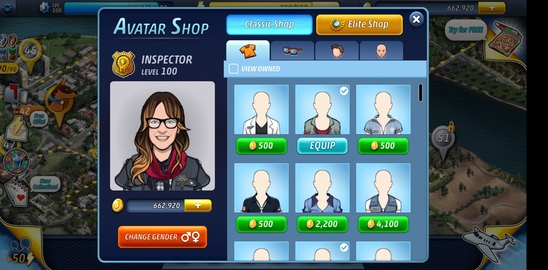 AVATAR SHOP
Classic Shop
Elite Shop
662,920
Try for FREE
INSPECTOR
LEVEL 100
VIEW OWNED
500
EQUIP
500
662,920
500
2,200
4,100
CHANGE GENDER
51
50